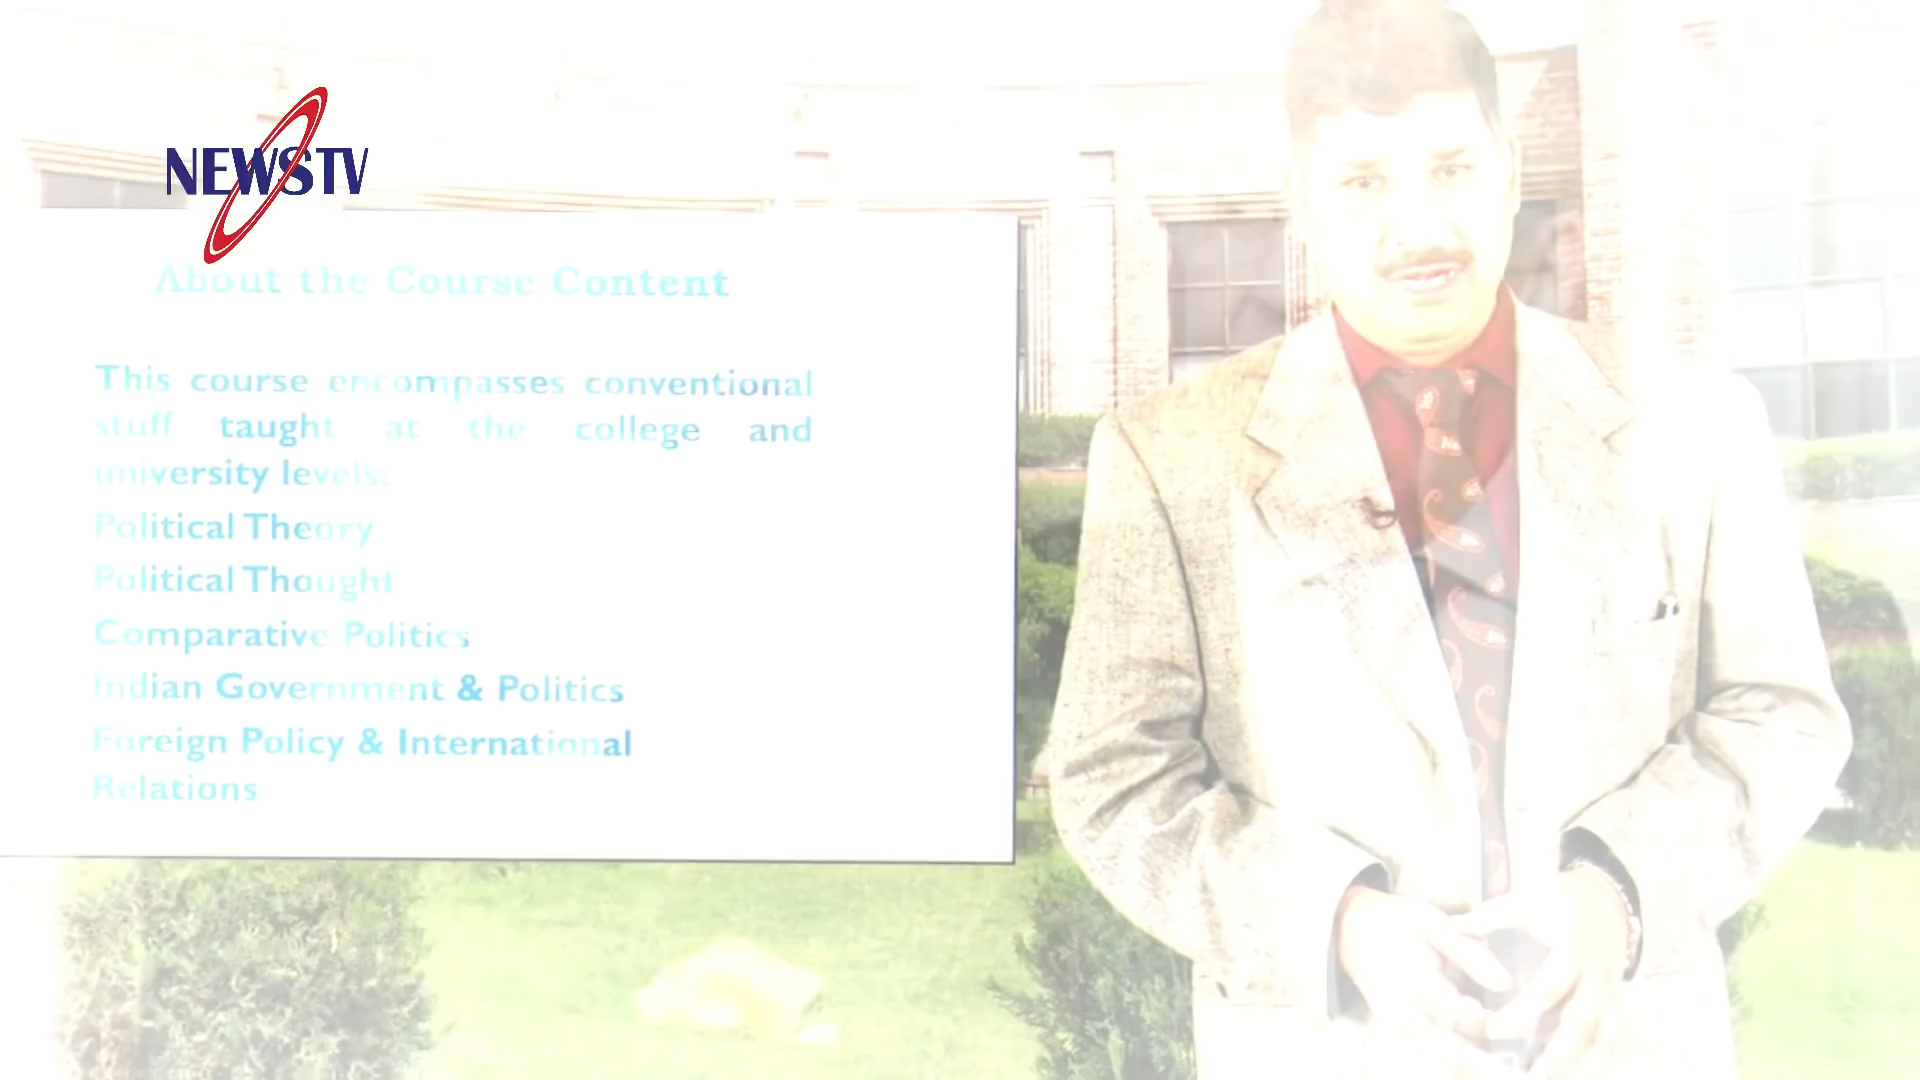 NEWSTV
About the Course Content
This course encompasses conventional
stuff taught at the college and
university levels:
Political Theory
Political Thought
Comparative Politics
Indian Government & Politics
Foreign Policy & International
Relations